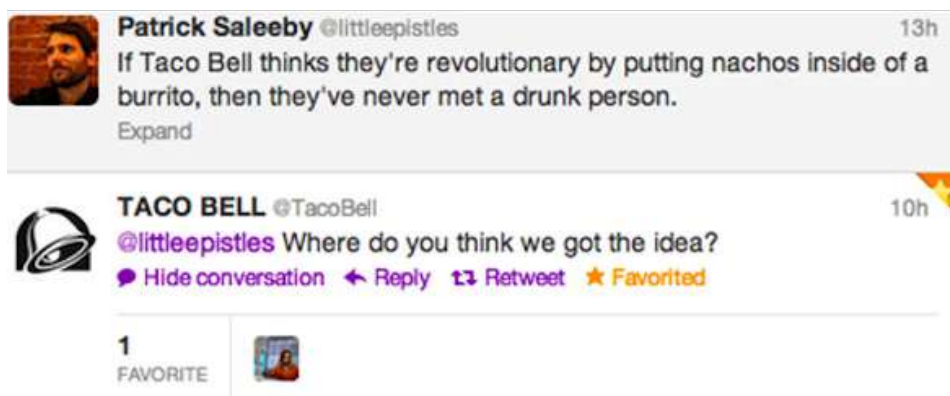 Patrick Saleeby @littleepistles 13h
If Taco Bell thinks they're revolutionary by putting nachos inside of a
burrito, then they've never met a drunk person.
Expand
TACO BELL @TacoBell 10h
@littleepistles Where do you think we got the idea?
Hide conversation Reply Retweet Favorited
1
FAVORITE